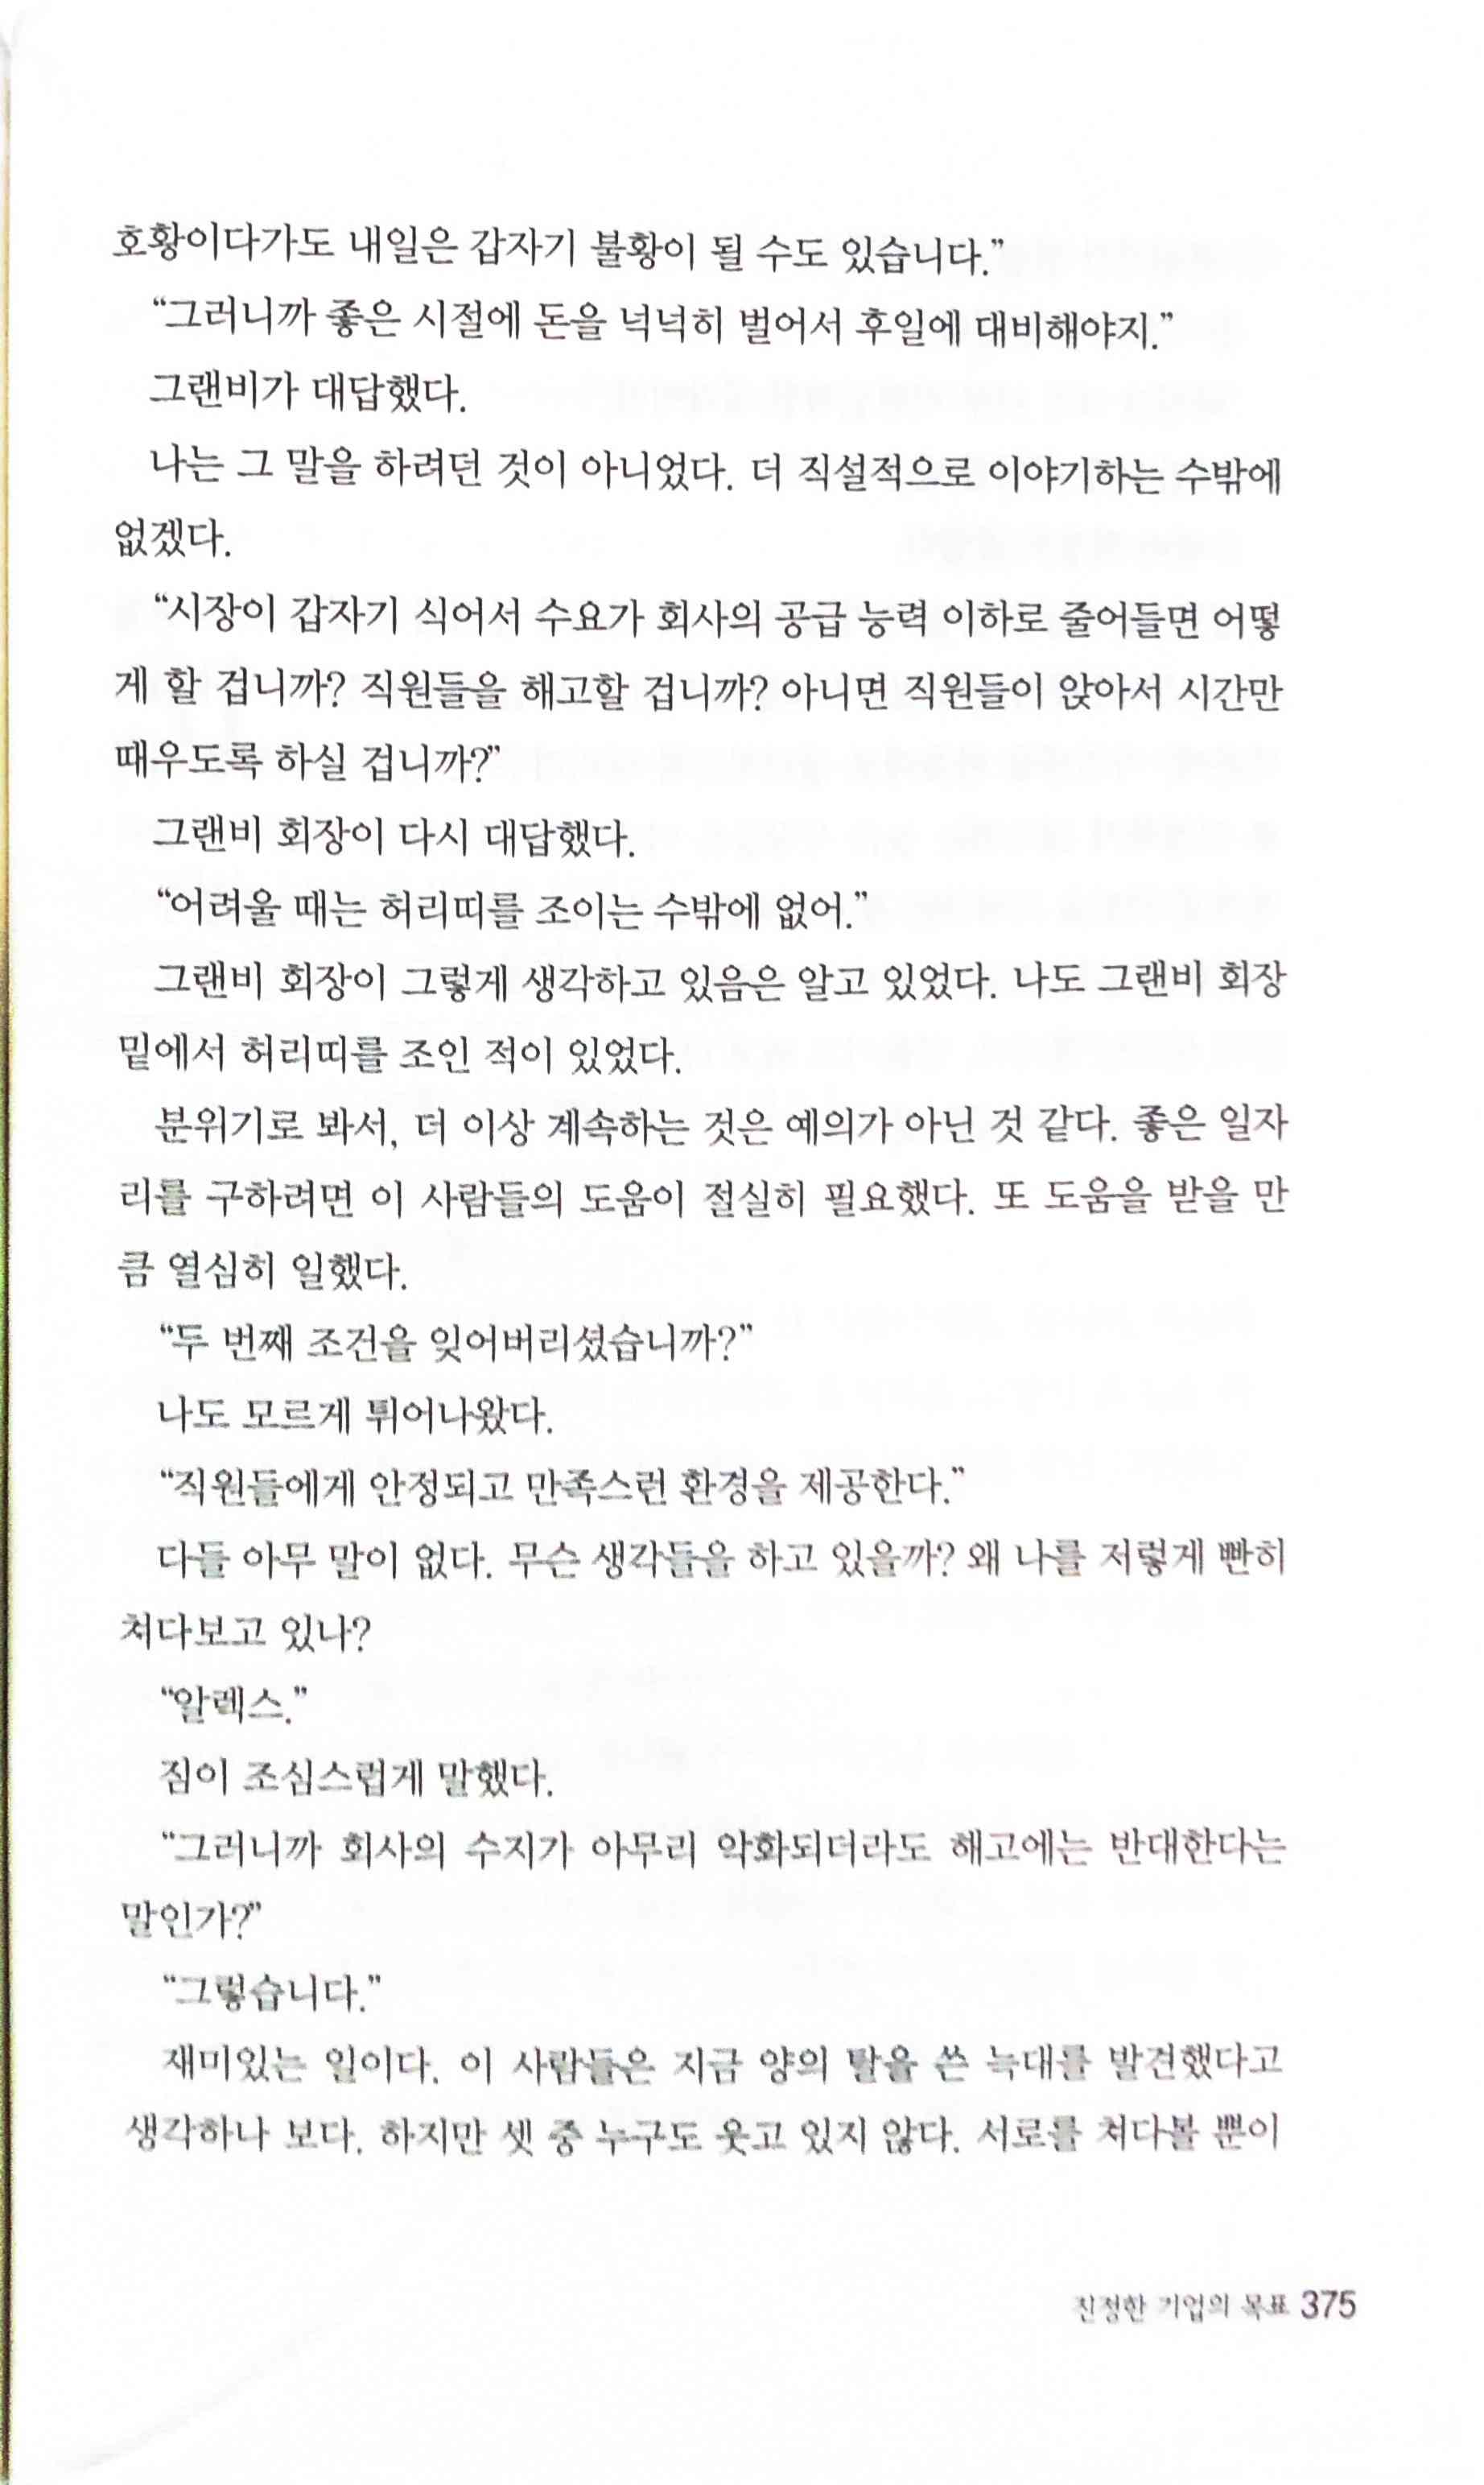 호황이다가도 내일은 갑자기 불황이 될 수도 있습니다.”
“그러니까 좋은 시절에 돈을 넉넉히 벌어서 후일에 대비해야지.”
그랜비가 대답했다.
나는 그 말을 하려던 것이 아니었다. 더 직설적으로 이야기하는 수밖에
없겠다.
“시장이 갑자기 식어서 수요가 회사의 공급 능력 이하로 줄어들면 어떻
게 할 겁니까? 직원들을 해고할 겁니까? 아니면 직원들이 앉아서 시간만
때우도록 하실 겁니까?”
그랜비 회장이 다시 대답했다.
“어려울 때는 허리띠를 조이는 수밖에 없어.”
그랜비 회장이 그렇게 생각하고 있음은 알고 있었다. 나도 그랜비 회장
밑에서 허리띠를 조인 적이 있었다.
분위기로 봐서, 더 이상 계속하는 것은 예의가 아닌 것 같다. 좋은 일자
리를 구하려면 이 사람들의 도움이 절실히 필요했다. 또 도움을 받을 만
큼 열심히 일했다.
“두 번째 조건을 잊어버리셨습니까?”
나도 모르게 튀어나왔다.
“직원들에게 안정되고 만족스런 환경을 제공한다.”
다들 아무 말이 없다. 무슨 생각들을 하고 있을까? 왜 나를 저렇게 빤히
쳐다보고 있나?
“알렉스.”
짐이 조심스럽게 말했다.
“그러니까 회사의 수지가 아무리 악화되더라도 해고에는 반대한다는
말인가?”
“그렇습니다.”
재미있는 일이다. 이 사람들은 지금 양의 탈을 쓴 늑대를 발견했다고
생각하나 보다. 하지만 셋 중 누구도 웃고 있지 않다. 서로를 쳐다볼 뿐이
진정한 기업의 목표 375